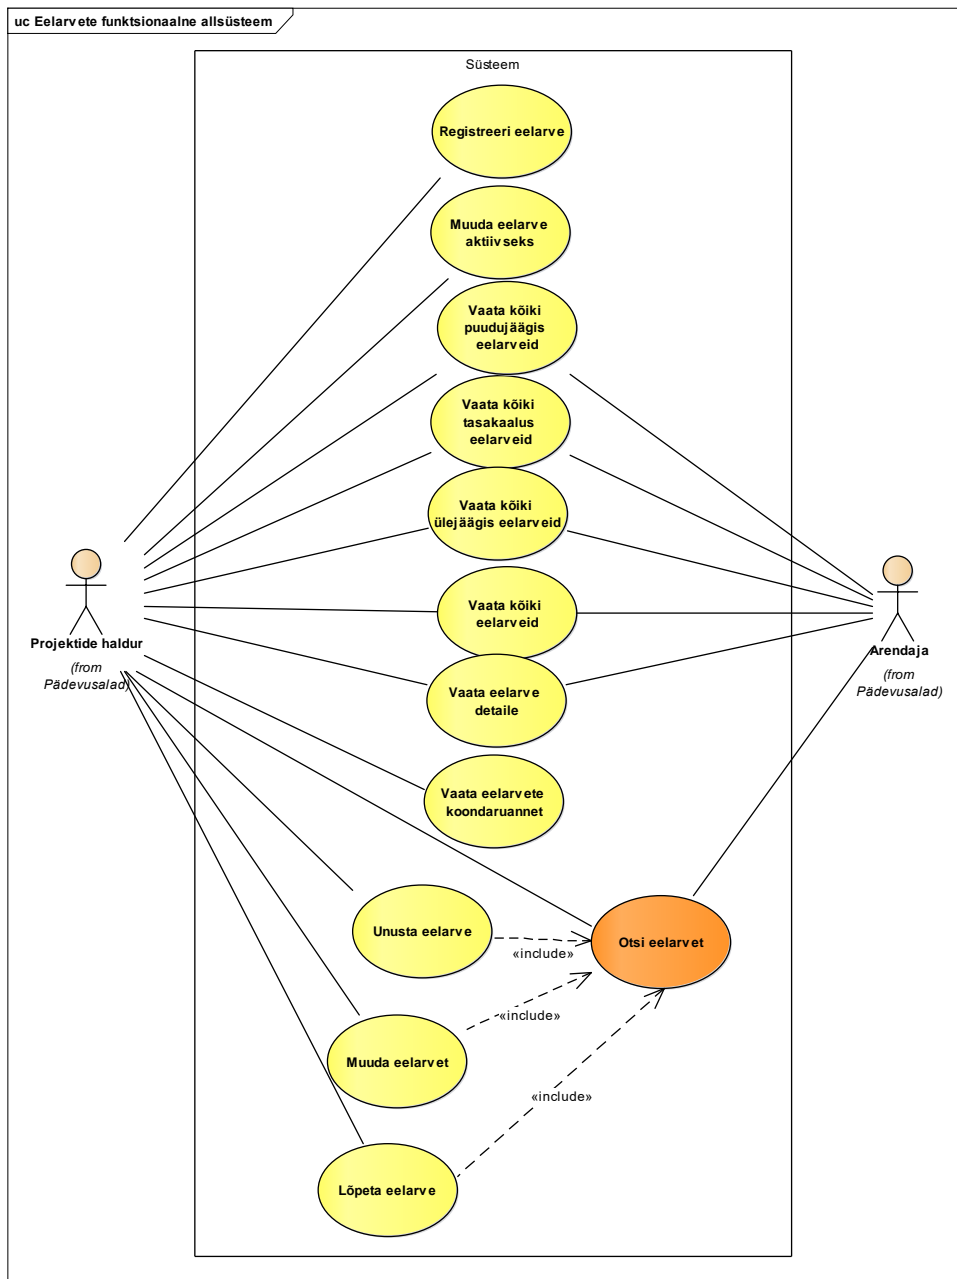 uc Eelarvete funktsionaalne allsüsteem
Süsteem
Registreeri eelarve
Muuda eelarve
aktiivseks
Vaata kõiki
puudujäägis
eelarveid
Vaata kõiki
tasakaalus
eelarveid
Vaata kõiki
ülejäägis eelarveid
Vaata kõiki
eelarveid
Projektide haldur
(from
Pädevusalad)
Arendaja
(from
Pädevusalad)
Vaata eelarve
detaile
Vaata eelarvete
koondaruannet
Unusta eelarve
Otsi eelarvet
«include»
«include»
Muuda eelarvet
«include»
Lõpeta eelarve